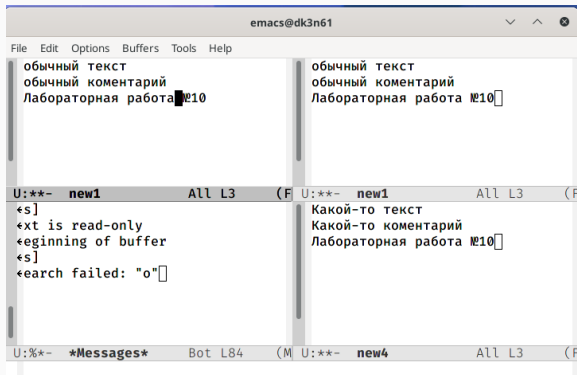 emacs@dk3n61
File Edit Options Buffers Tools Help
обычный текст
обычный коментарий
Лабораторная работа №10
U:**- new1 All L3 (F
обычный текст
обычный коментарий
Лабораторная работа №10
U:**- new1 All L3 (F
s]
xt is read-only
eginning of buffer
s]
earch failed: "o"
U:%*- *Messages* Bot L84 (M
Какой-то текст
Какой-то коментарий
Лабораторная работа №10
U:**- new4 All L3 (F